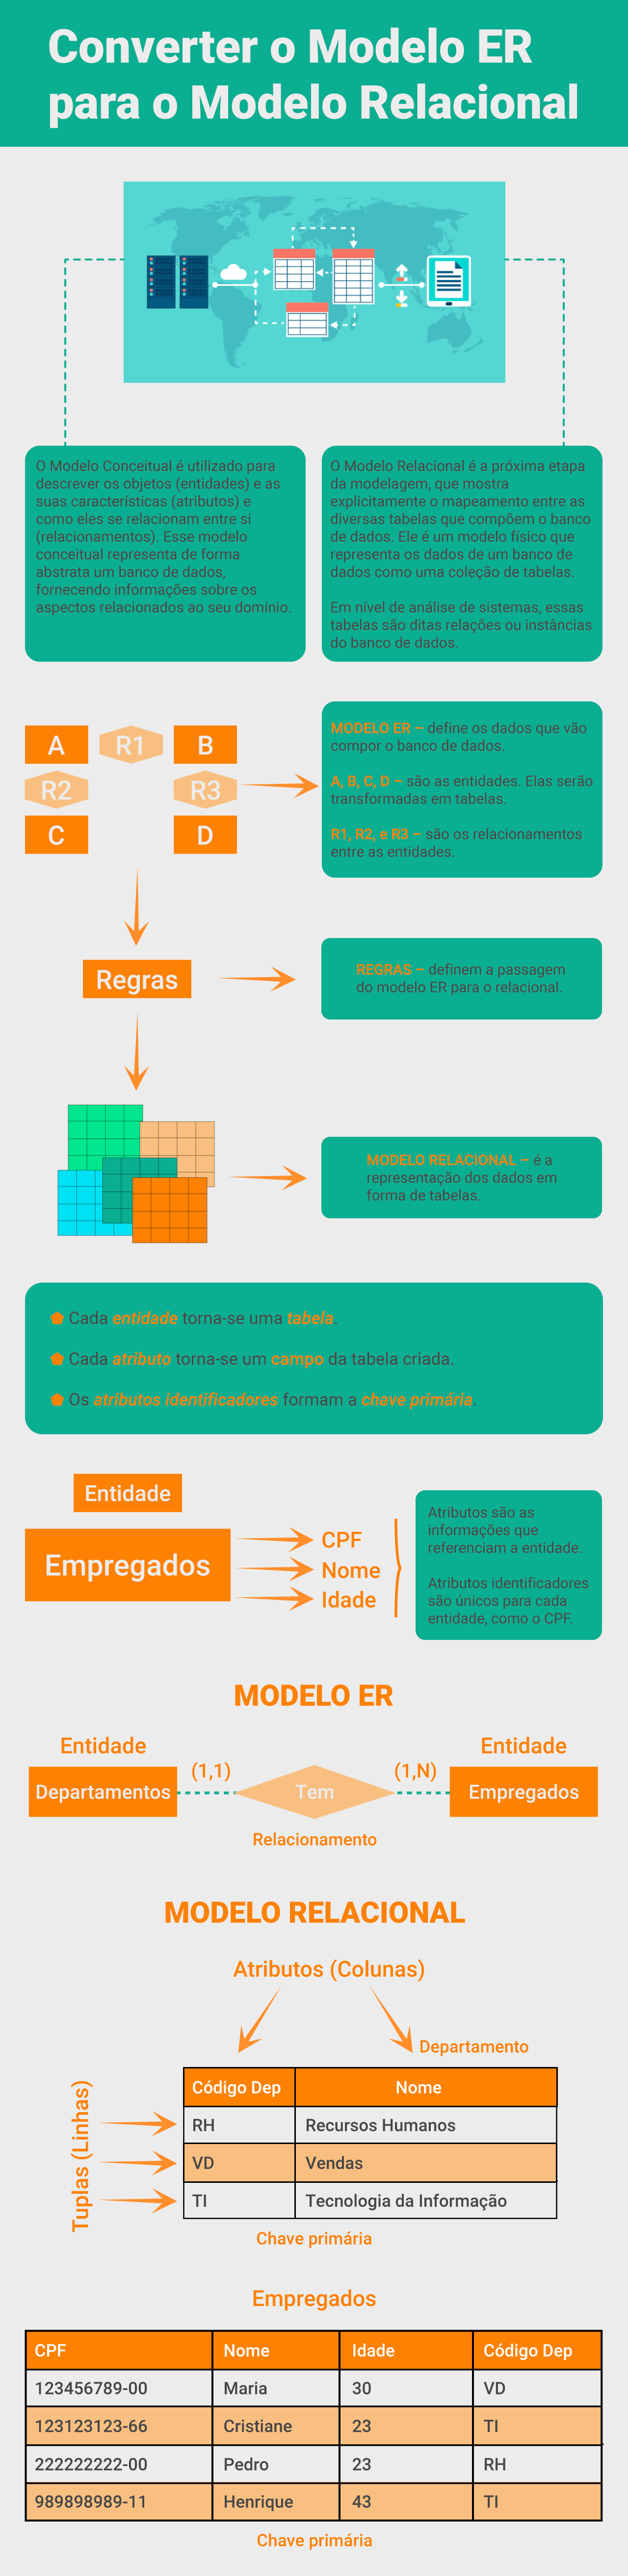 Converter o Modelo ER
para o Modelo Relacional
O Modelo Conceitual é utilizado para
descrever os objetos (entidades) e as
suas características (atributos) e
como eles se relacionam entre si
(relacionamentos). Esse modelo
conceitual representa de forma
abstrata um banco de dados,
fornecendo informações sobre os
aspectos relacionados ao seu domínio.
O Modelo Relacional é a próxima etapa
da modelagem, que mostra
explicitamente o mapeamento entre as
diversas tabelas que compõem o banco
de dados. Ele é um modelo físico que
representa os dados de um banco de
dados como uma coleção de tabelas.
Em nível de análise de sistemas, essas
tabelas são ditas relações ou instâncias
do banco de dados.
A R1 B
R2 R3
C D
MODELO ER – define os dados que vão
compor o banco de dados.
A, B, C, D – são as entidades. Elas serão
transformadas em tabelas.
R1, R2, e R3 – são os relacionamentos
entre as entidades.
Regras
REGRAS – definem a passagem
do modelo ER para o relacional.
MODELO RELACIONAL – é a
representação dos dados em
forma de tabelas.
Cada entidade torna-se uma tabela.
Cada atributo torna-se um campo da tabela criada.
Os atributos identificadores formam a chave primária.
Entidade
Empregados
CPF
Nome
Idade
Atributos são as
informações que
referenciam a entidade.
Atributos identificadores
são únicos para cada
entidade, como o CPF.
MODELO ER
Entidade Entidade
Departamentos (1,1) Tem (1,N) Empregados
Relacionamento
MODELO RELACIONAL
Atributos (Colunas)
Departamento
Tuplas (Linhas)
Código Dep Nome
RH Recursos Humanos
VD Vendas
TI Tecnologia da Informação
Chave primária
Empregados
CPF Nome Idade Código Dep
123456789-00 Maria 30 VD
123123123-66 Cristiane 23 TI
222222222-00 Pedro 23 RH
989898989-11 Henrique 43 TI
Chave primária